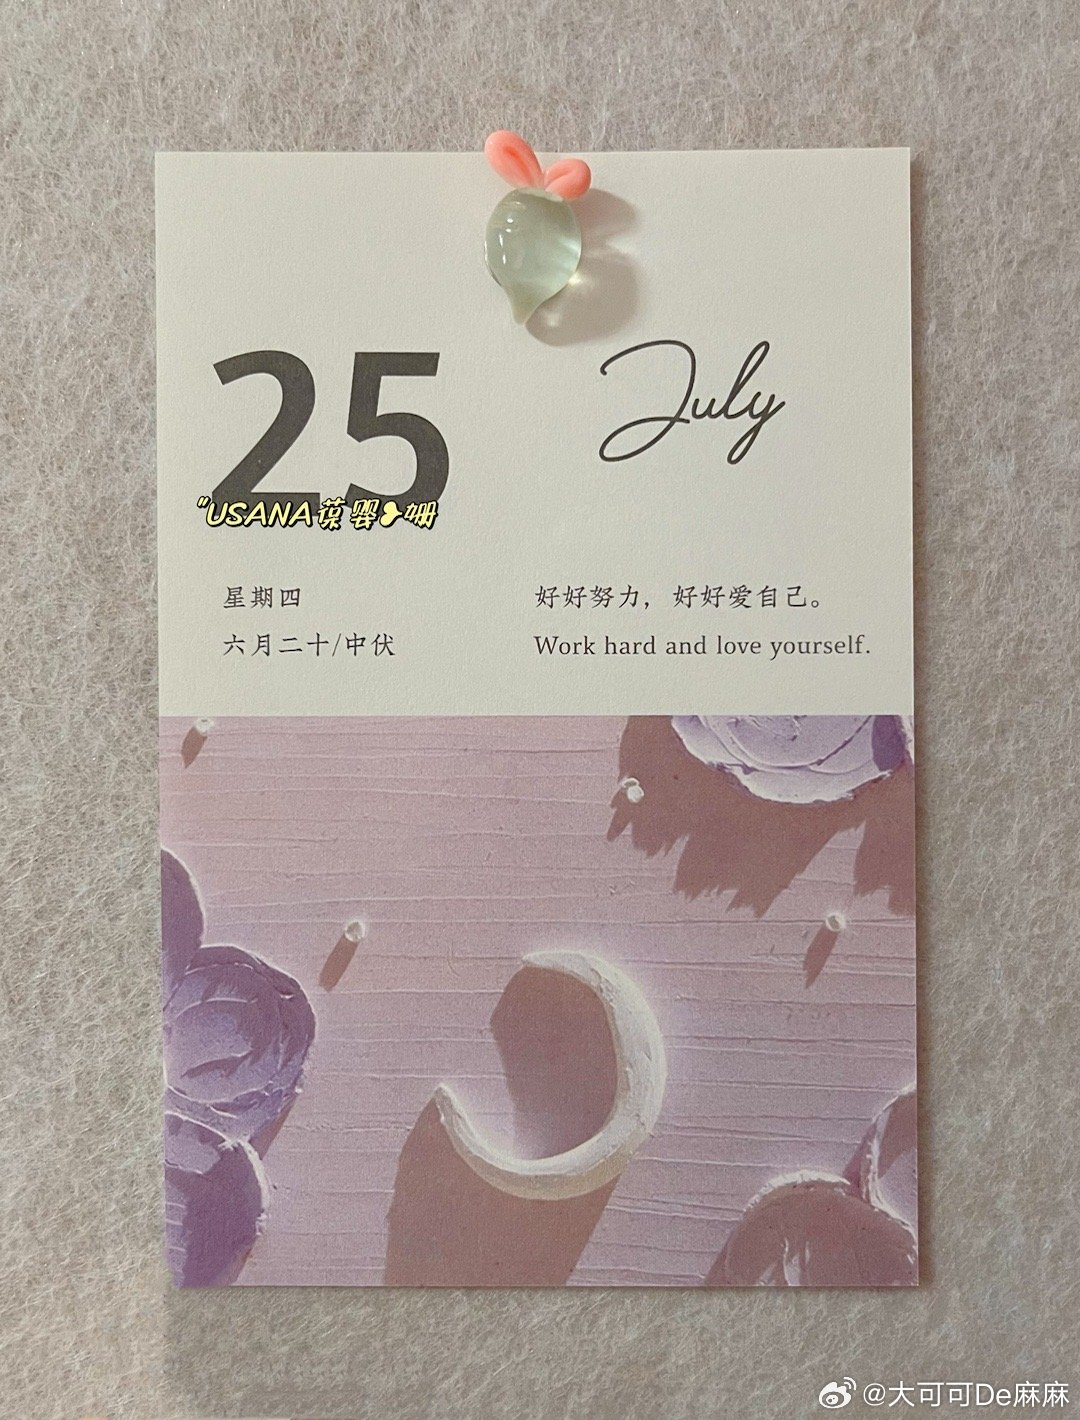 25
July
"USANA葆婴❥姗
星期四
六月二十/中伏
好好努力，好好爱自己。
Work hard and love yourself.
@大可可De麻麻